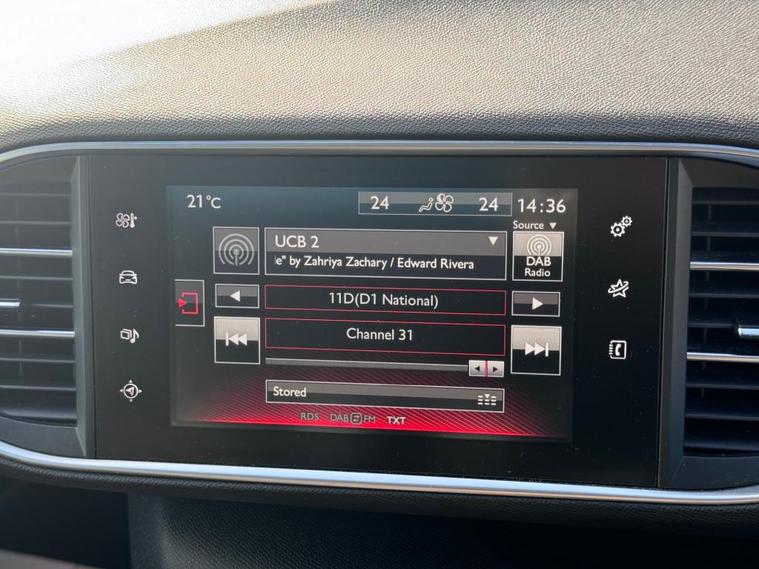 21°C
24 24
14:36
Source ▼
UCB 2
e" by Zahriya Zachary / Edward Rivera
DAB
Radio
11D(D1 National)
Channel 31
Stored
RDS DAB FM TXT